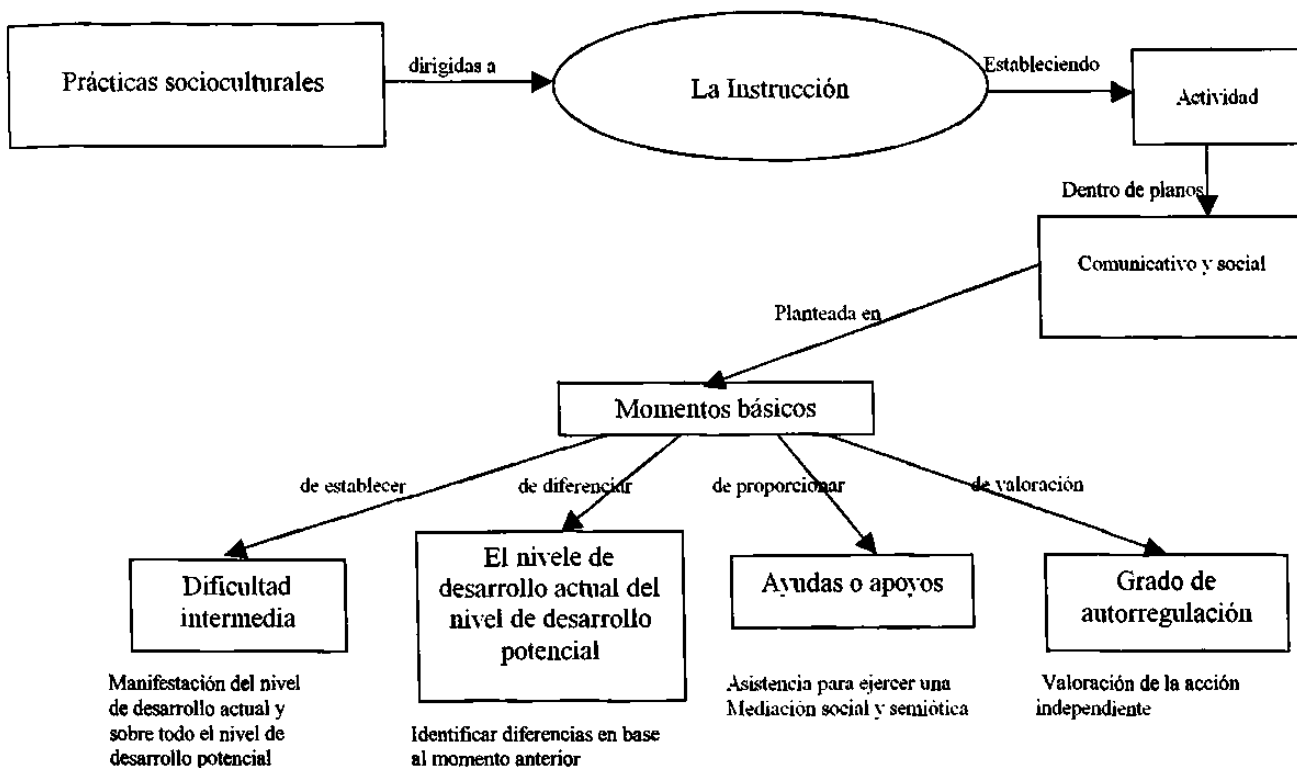 Prácticas socioculturales
dirigidas a
La Instrucción
Estableciendo
Actividad
Dentro de planos
Comunicativo y social
Planteada en
Momentos básicos
de establecer
de diferenciar
de proporcionar
de valoración
Dificultad
intermedia
El nivele de
desarrollo actual del
nivel de desarrollo
potencial
Ayudas o apoyos
Grado de
autorregulación
Manifestación del nivel
de desarrollo actual y
sobre todo el nivel de
desarrollo potencial
Identificar diferencias en base
al momento anterior
Asistencia para ejercer una
Mediación social y semiótica
Valoración de la acción
independiente